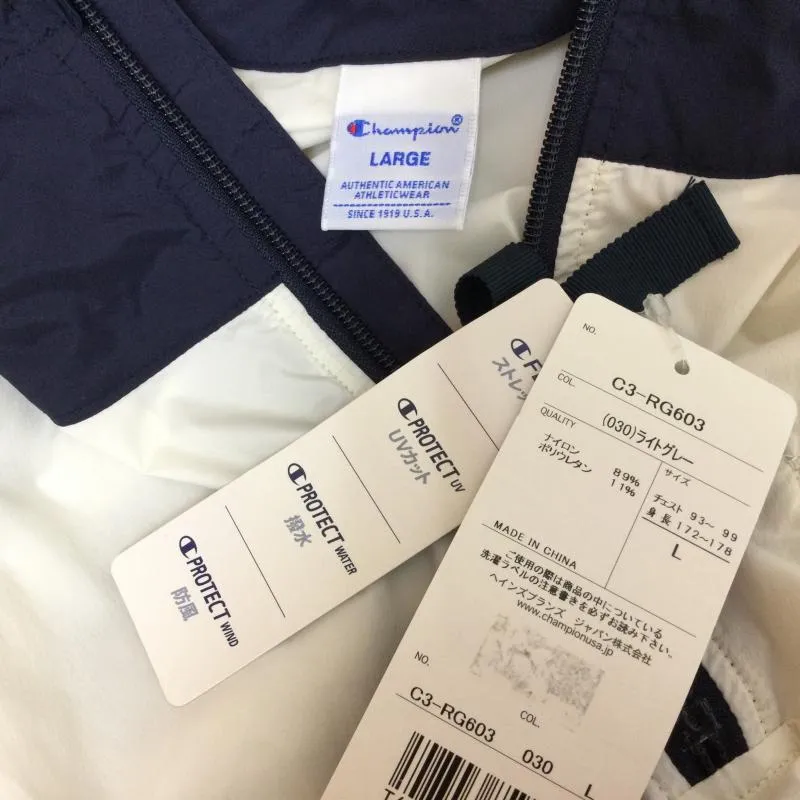 Champion®
LARGE
AUTHENTIC AMERICAN
ATHLETICWEAR
SINCE 1919 U.S.A.
ストレッ
PROTECT UV
UVカット
PROTECT WATER
撥水
PROTECT WIND
防風
NO.
C3-RG603
COL.
(030)ライトグレー
QUALITY
ナイロン 89%
ポリウレタン 11%
サイズ
チェスト 93~ 99
身長 172~178
L
MADE IN CHINA
ご使用の際は商品の中についている
洗濯ラベルの注意書きを必ずお読み下さい。
ヘインズブランズ ジャパン株式会社
www.championusa.jp
NO.
COL.
C3-RG603 030 L